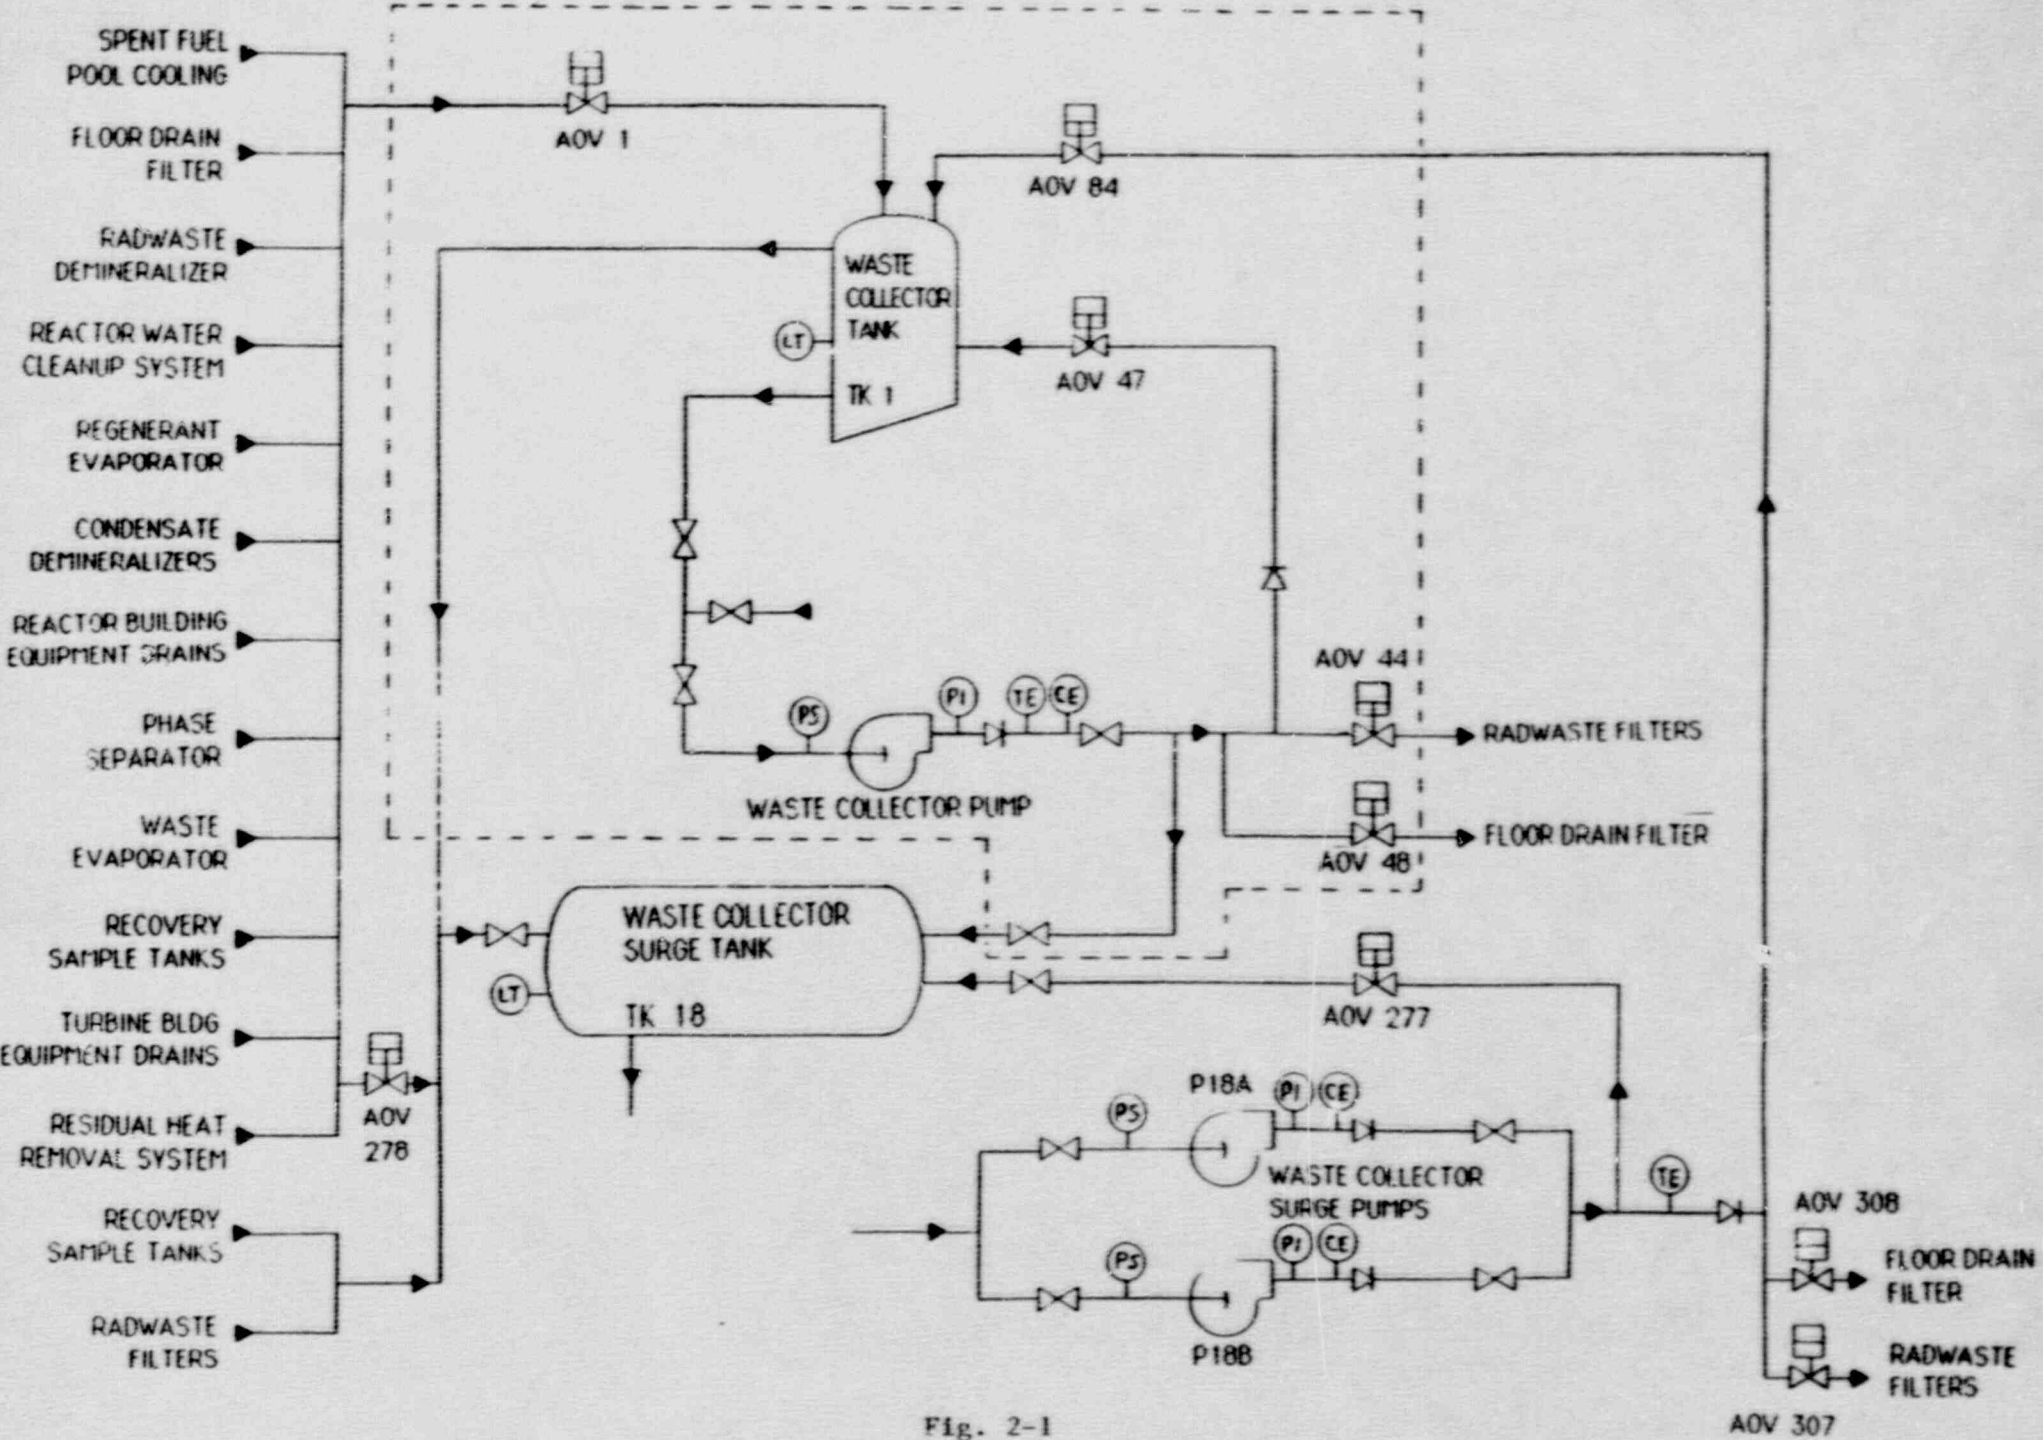 SPENT FUEL
POOL COOLING
FLOOR DRAIN
FILTER
RADWASTE
DEMINERALIZER
REACTOR WATER
CLEANUP SYSTEM
REGENERANT
EVAPORATOR
CONDENSATE
DEMINERALIZERS
REACTOR BUILDING
EQUIPMENT DRAINS
PHASE
SEPARATOR
WASTE
EVAPORATOR
RECOVERY
SAMPLE TANKS
TURBINE BLDG
EQUIPMENT DRAINS
RESIDUAL HEAT
REMOVAL SYSTEM
RECOVERY
SAMPLE TANKS
RADWASTE
FILTERS
AOV 1
AOV 84
WASTE
COLLECTOR
TANK
LT
TK 1
AOV 47
AOV 44
PS
PI
TE
CE
RADWASTE FILTERS
WASTE COLLECTOR PUMP
FLOOR DRAIN FILTER
AOV 48
WASTE COLLECTOR
SURGE TANK
LT
TK 18
AOV 277
AOV
278
P18A
PI
CE
PS
WASTE COLLECTOR
SURGE PUMPS
PS
PI
CE
P18B
TE
AOV 308
FLOOR DRAIN
FILTER
RADWASTE
FILTERS
AOV 307
Fig. 2-1